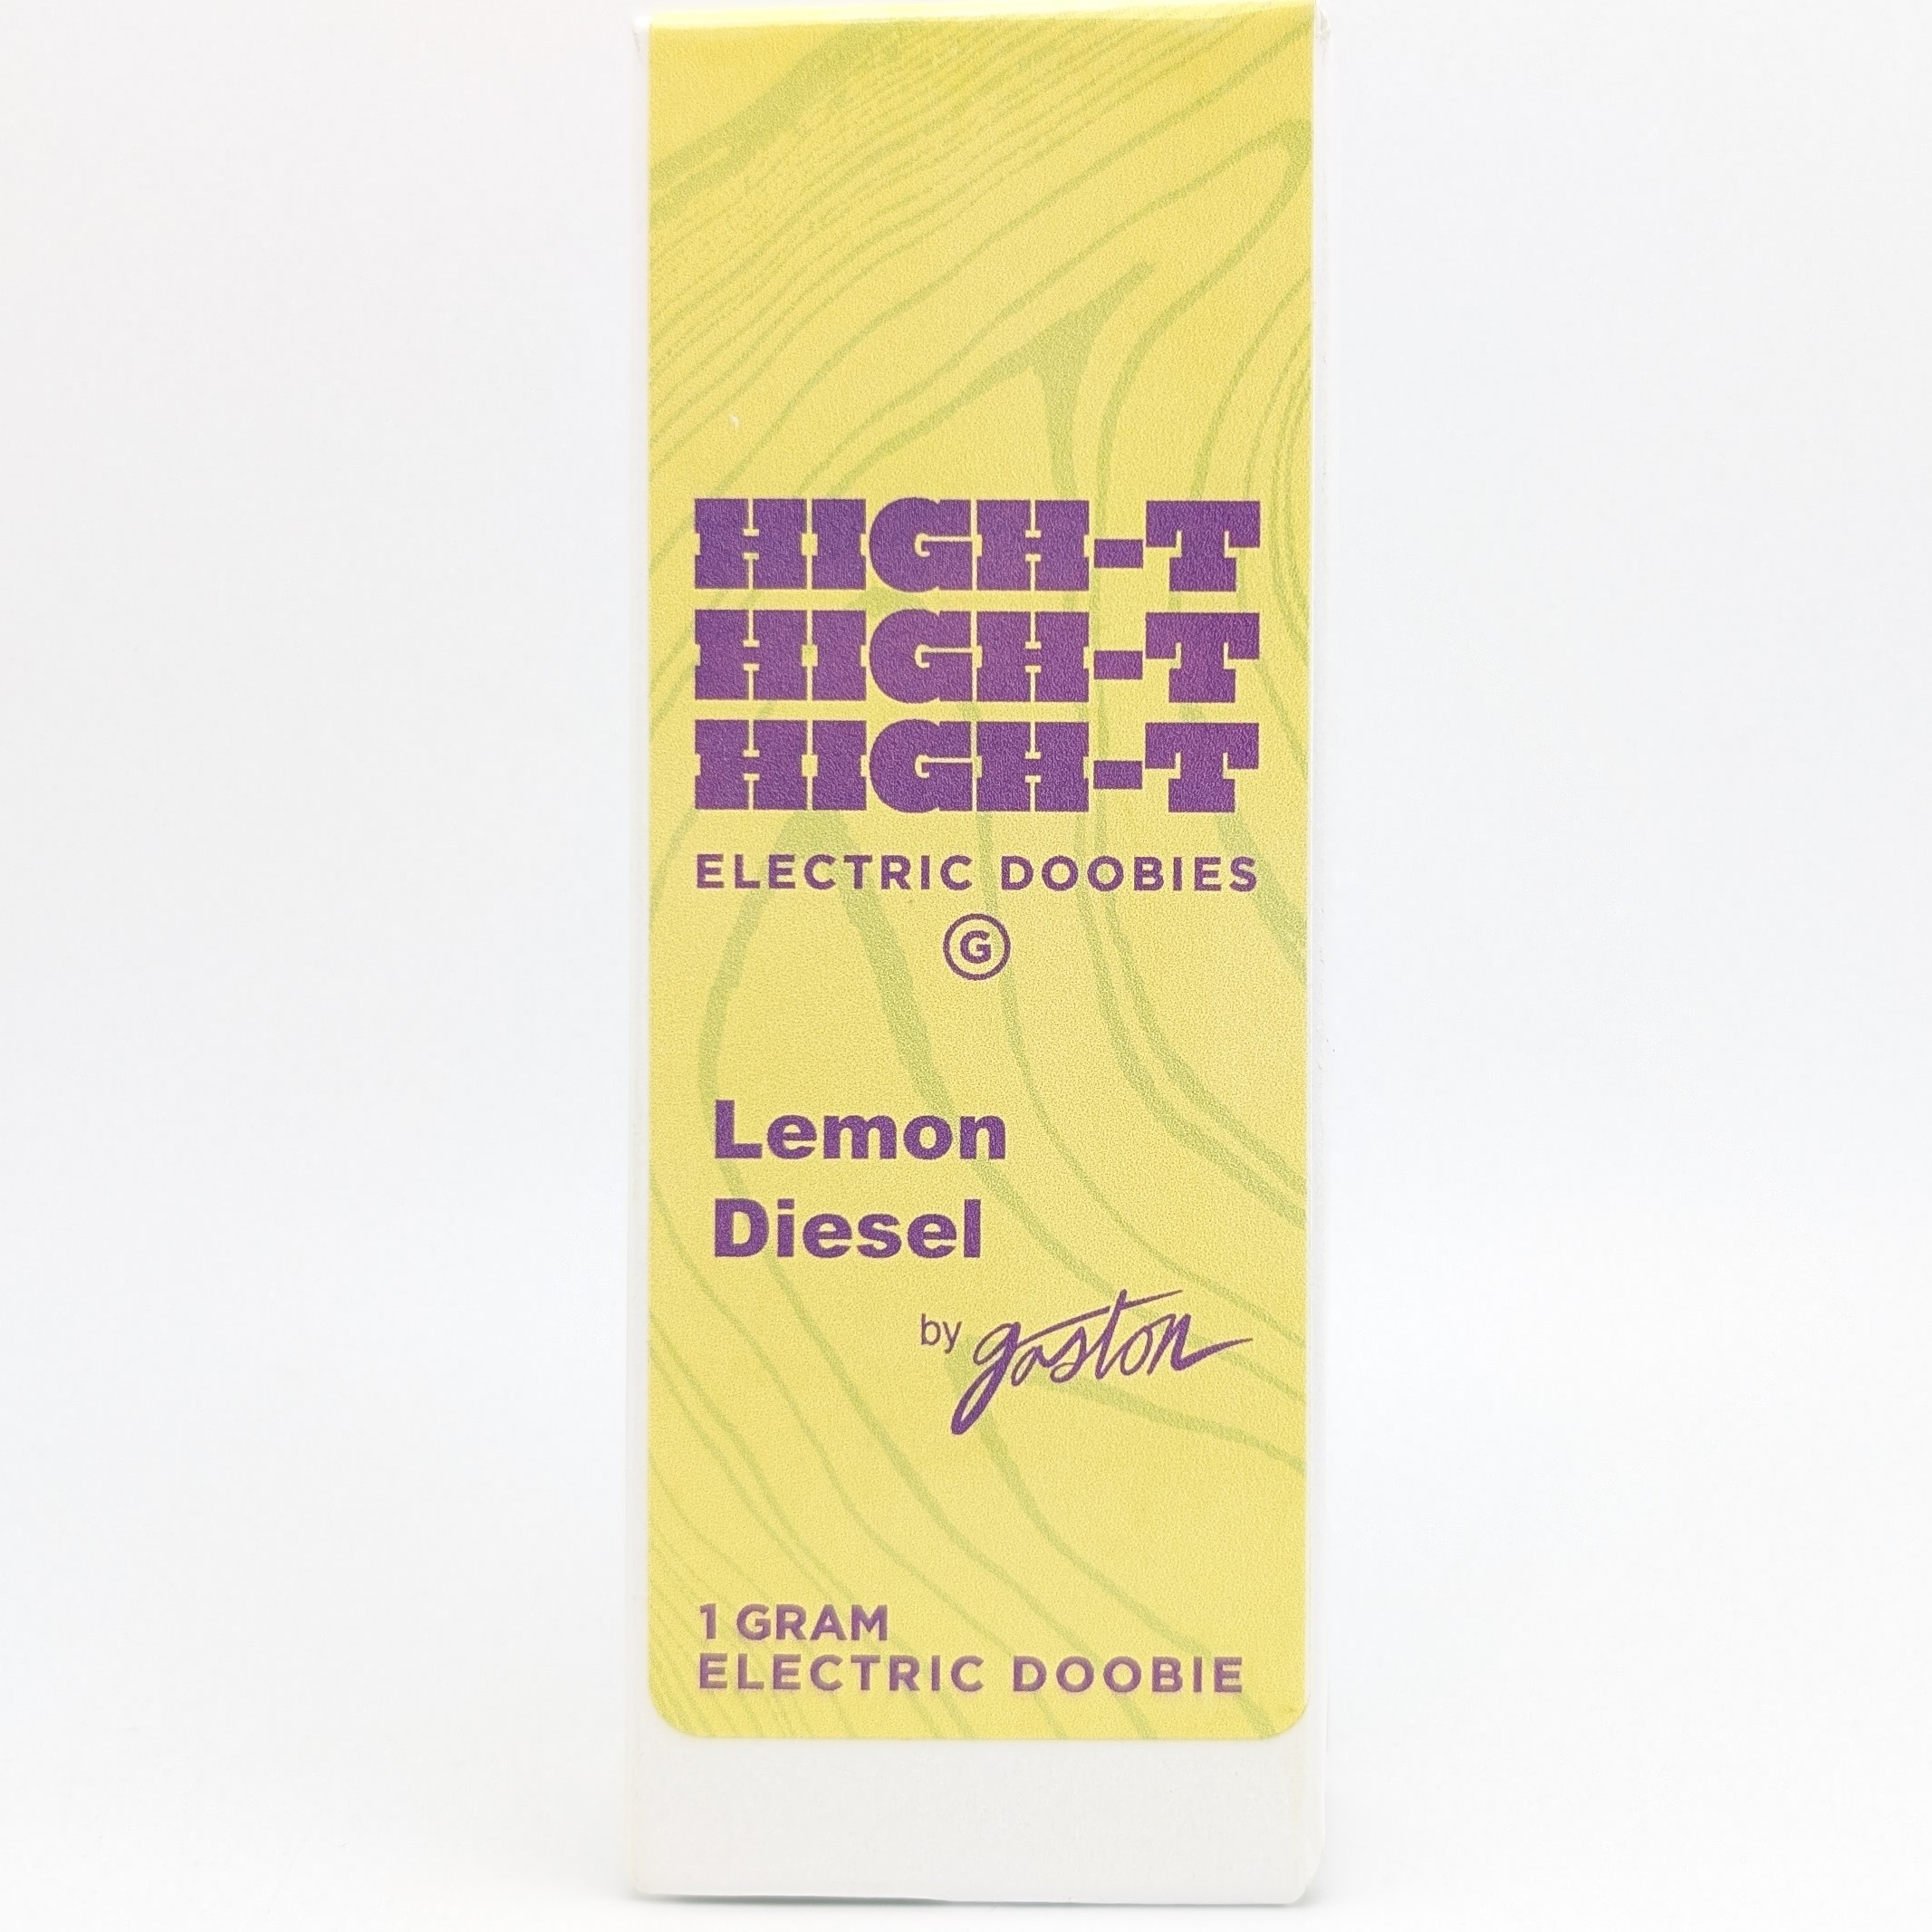 HIGH-T
HIGH-T
HIGH-T
ELECTRIC DOOBIES
G
Lemon
Diesel
by gaston
1 GRAM
ELECTRIC DOOBIE